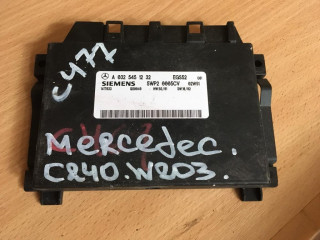 C477
A 032 545 12 32 EGS52
SIEMENS 5WP2 0005CV
Mercedec.
C240.W203.